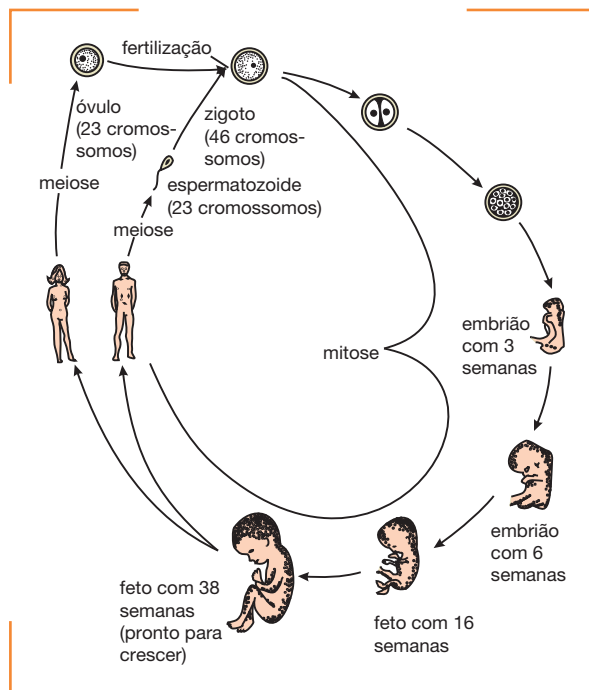 fertilização
óvulo
(23 cromos-
somos)
zigoto
(46 cromos-
somos)
meiose
espermatozoide
(23 cromossomos)
meiose
mitose
embrião
com 3
semanas
embrião
com 6
semanas
feto com 16
semanas
feto com 38
semanas
(pronto para
crescer)